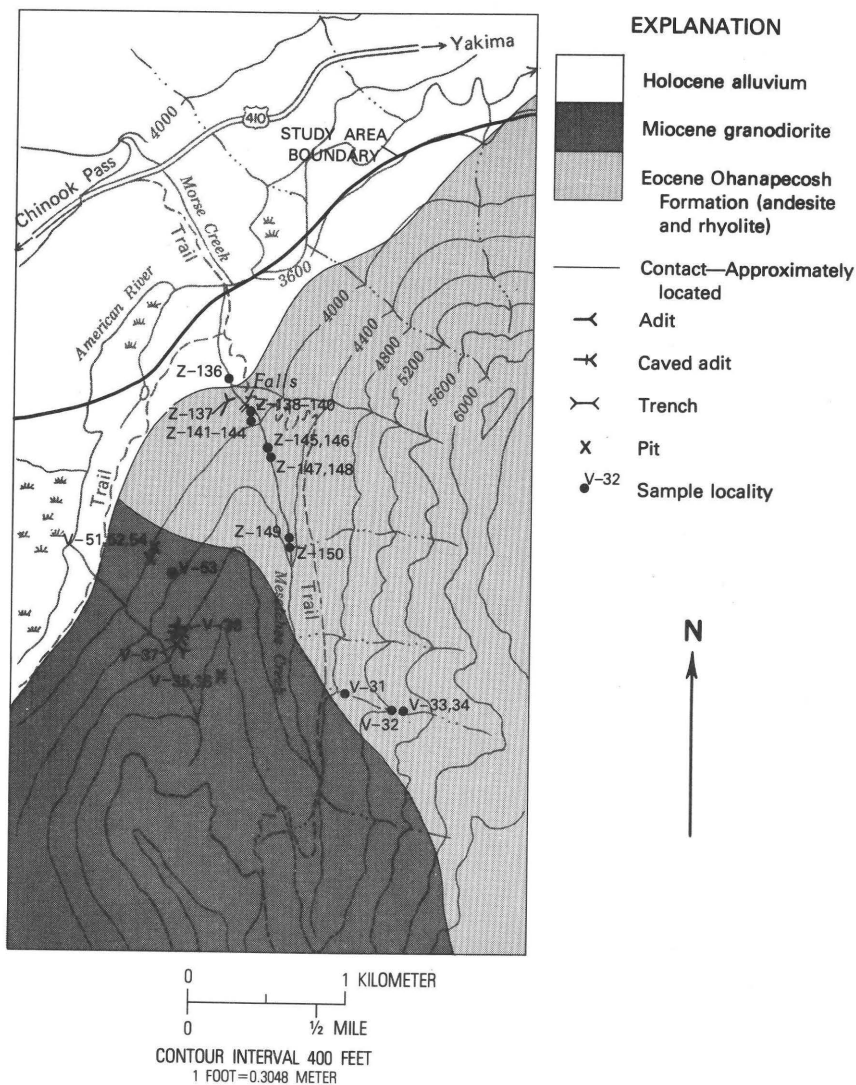 EXPLANATION
Holocene alluvium
Miocene granodiorite
Eocene Ohanapecosh
Formation (andesite
and rhyolite)
Contact—Approximately
located
Adit
Caved adit
Trench
Pit
V-32
Sample locality
N
Yakima
4000
410
STUDY AREA
BOUNDARY
Chinook Pass
Morse Creek
Trail
3600
American River
4000
4400
4800
5200
5600
6000
Z-136
Falls
Z-137
Z-138-140
Z-141-144
Z-145,146
Z-147,148
Z-149
Z-150
Trail
V-51,52,54
V-53
Trail
V-37
V-31
V-32
V-33,34
0 1 KILOMETER
0 ½ MILE
CONTOUR INTERVAL 400 FEET
1 FOOT=0.3048 METER